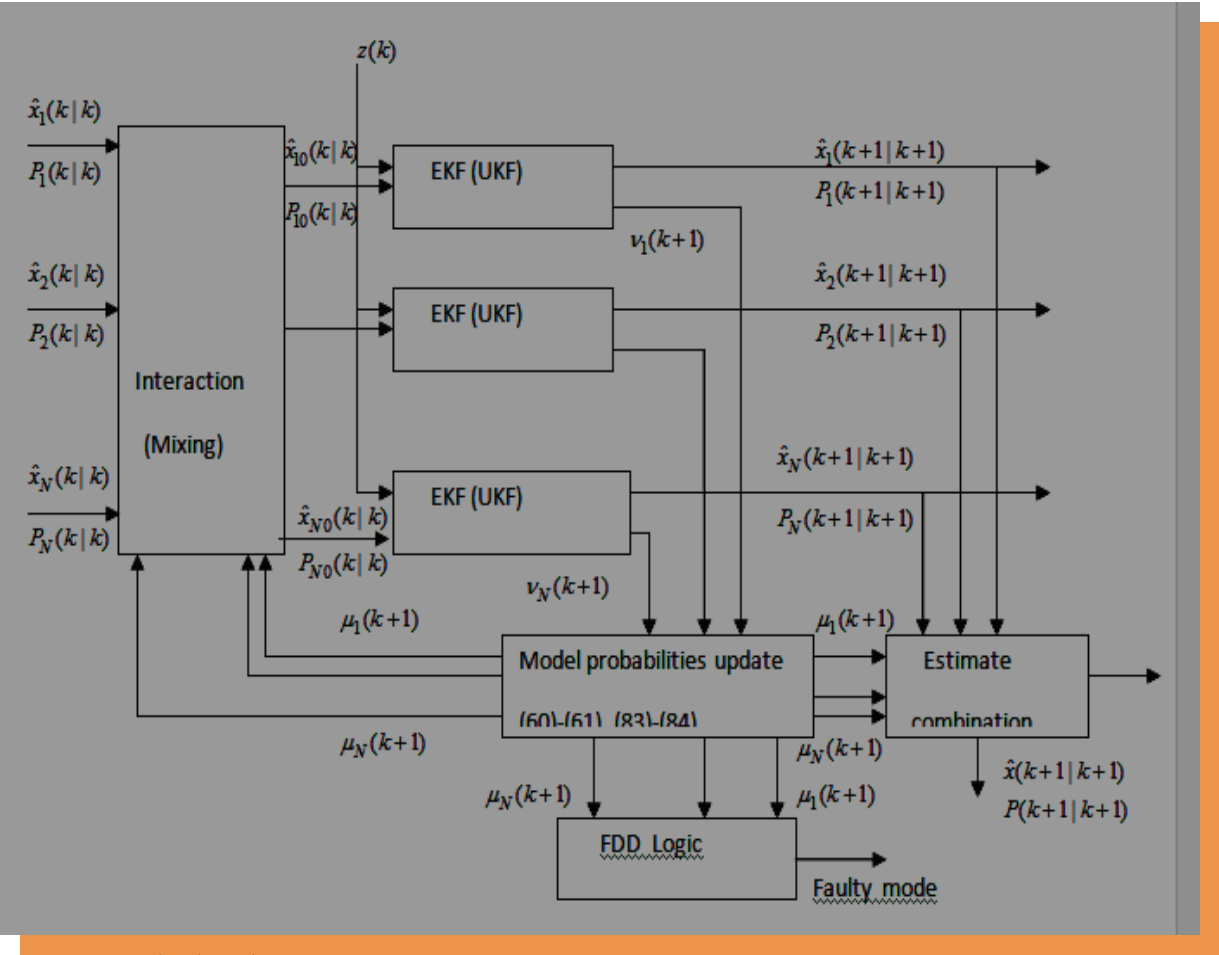 z(k)
x̂₁(k|k)
P₁(k|k)
x̂₁₀(k|k)
P₁₀(k|k)
EKF (UKF)
x̂₁(k+1|k+1)
P₁(k+1|k+1)
ν₁(k+1)
x̂₂(k|k)
P₂(k|k)
EKF (UKF)
x̂₂(k+1|k+1)
P₂(k+1|k+1)
Interaction
(Mixing)
x̂_N(k|k)
P_N(k|k)
x̂_N0(k|k)
P_N0(k|k)
EKF (UKF)
x̂_N(k+1|k+1)
P_N(k+1|k+1)
ν_N(k+1)
μ₁(k+1)
μ_N(k+1)
Model probabilities update
(60)-(61) (83)-(84)
μ₁(k+1)
μ_N(k+1)
Estimate
combination
x̂(k+1|k+1)
P(k+1|k+1)
μ_N(k+1)
μ₁(k+1)
FDD Logic
Faulty mode